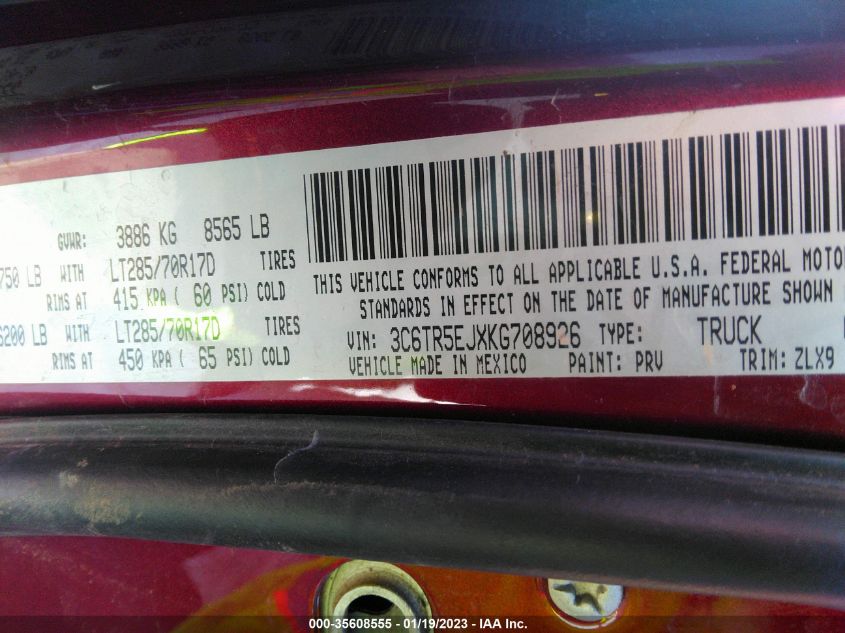 GVWR: 3886 KG 8565 LB
750 LB WITH LT285/70R17D TIRES
RIMS AT 415 KPA ( 60 PSI) COLD
6200 LB WITH LT285/70R17D TIRES
RIMS AT 450 KPA ( 65 PSI) COLD
THIS VEHICLE CONFORMS TO ALL APPLICABLE U.S.A. FEDERAL MOTOR
STANDARDS IN EFFECT ON THE DATE OF MANUFACTURE SHOWN
VIN: 3C6TR5EJXKG708926 TYPE: TRUCK
VEHICLE MADE IN MEXICO PAINT: PRV TRIM: ZLX9
000-35608555 - 01/19/2023 - IAA Inc.